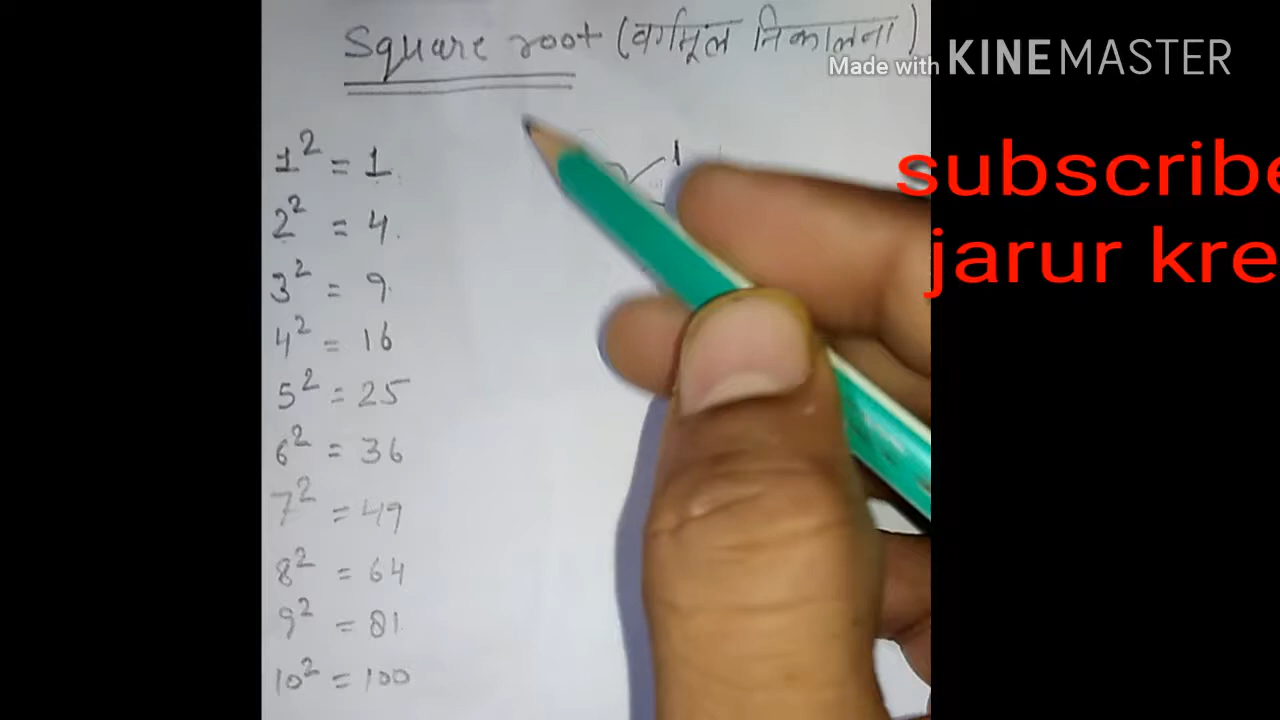 Square root (वर्गमूल निकालना)
Made with KINEMASTER
subscribe
jarur kre
1² = 1.
2² = 4.
3² = 9.
4² = 16
5² = 25
6² = 36
7² = 49
8² = 64
9² = 81
10² = 100
1